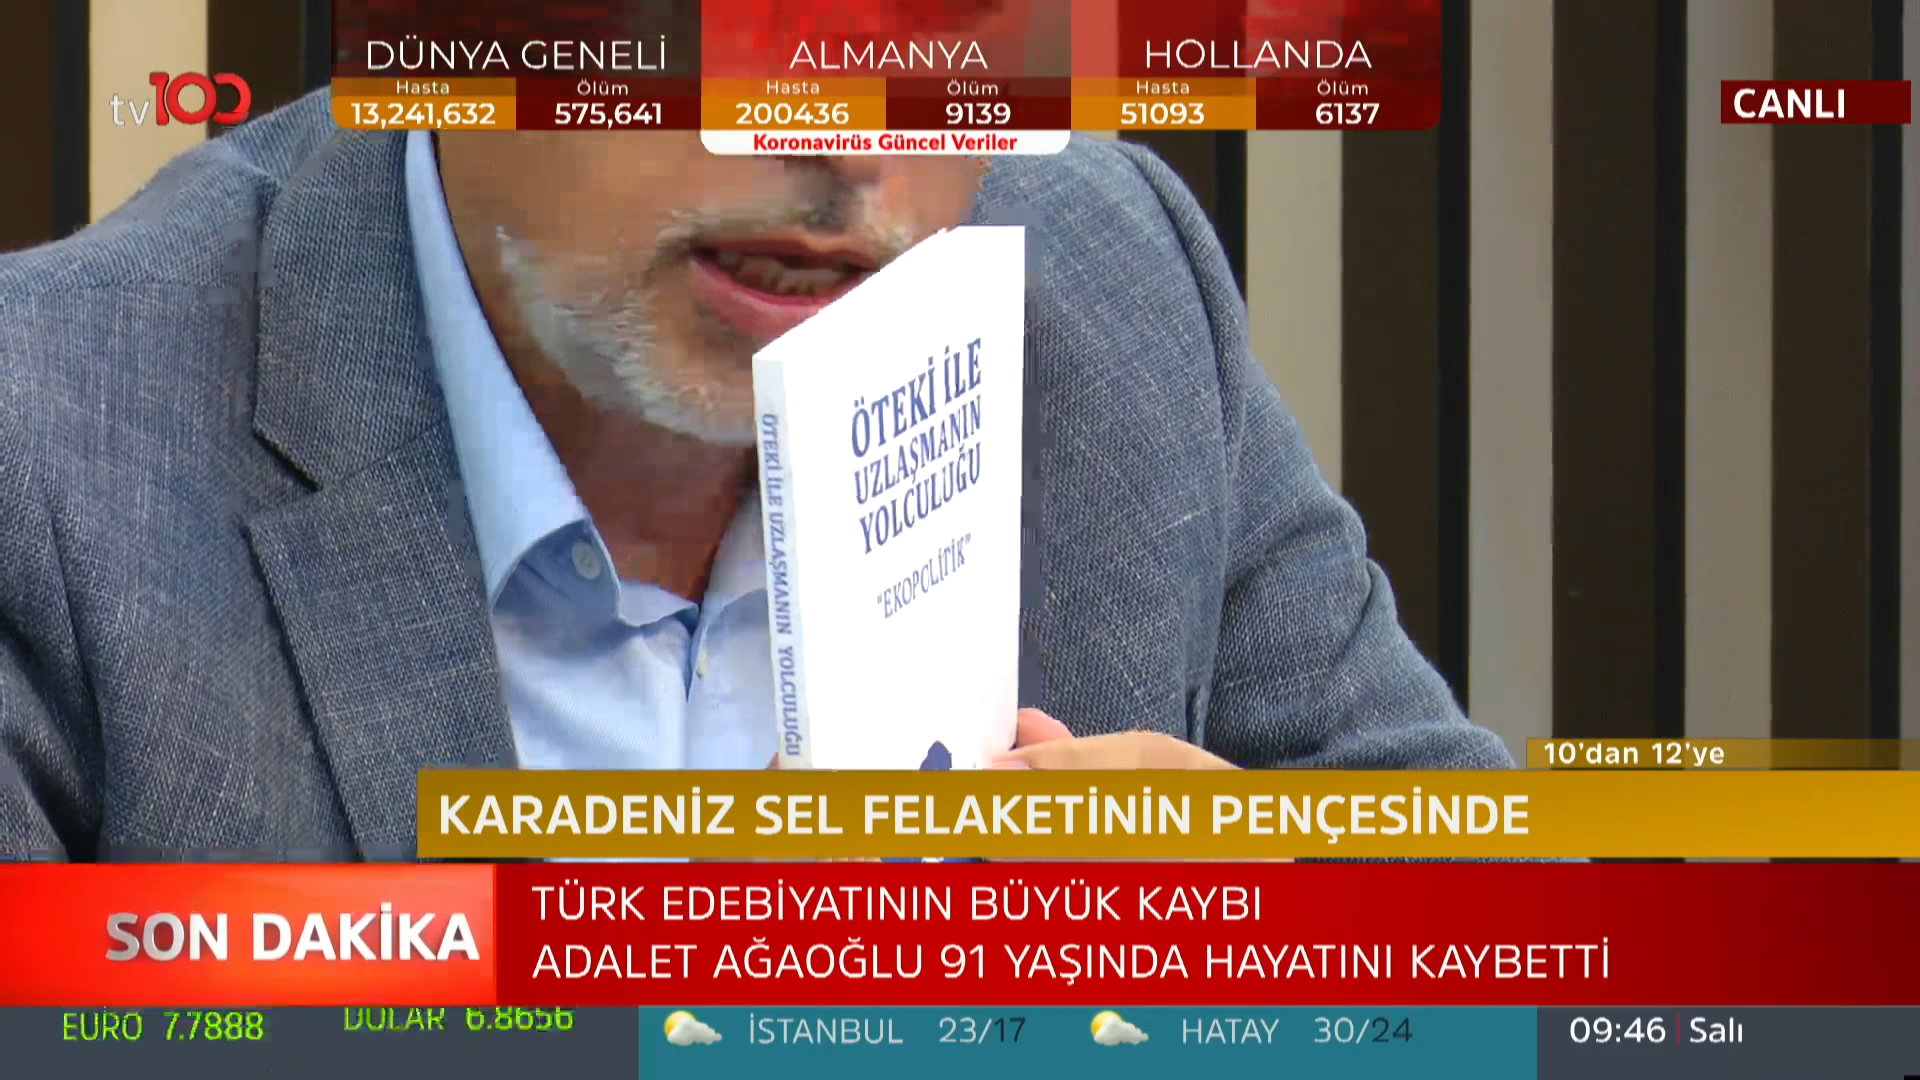 DÜNYA GENELİ
Hasta
Ölüm
13,241,632
575,641
ALMANYA
Hasta
Ölüm
200436
9139
HOLLANDA
Hasta
Ölüm
51093
6137
Koronavirüs Güncel Veriler
tv100
CANLI
ÖTEKİ İLE
UZLAŞMANIN
YOLCULUĞU
"EKOPOLİTİK"
ÖTEKİ İLE UZLAŞMANIN YOLCULUĞU
10'dan 12'ye
KARADENİZ SEL FELAKETİNİN PENÇESİNDE
SON DAKİKA
TÜRK EDEBİYATININ BÜYÜK KAYBI
ADALET AĞAOĞLU 91 YAŞINDA HAYATINI KAYBETTİ
EURO 7.7888
DOLAR 6.8656
İSTANBUL 23/17
HATAY 30/24
09:46 Salı